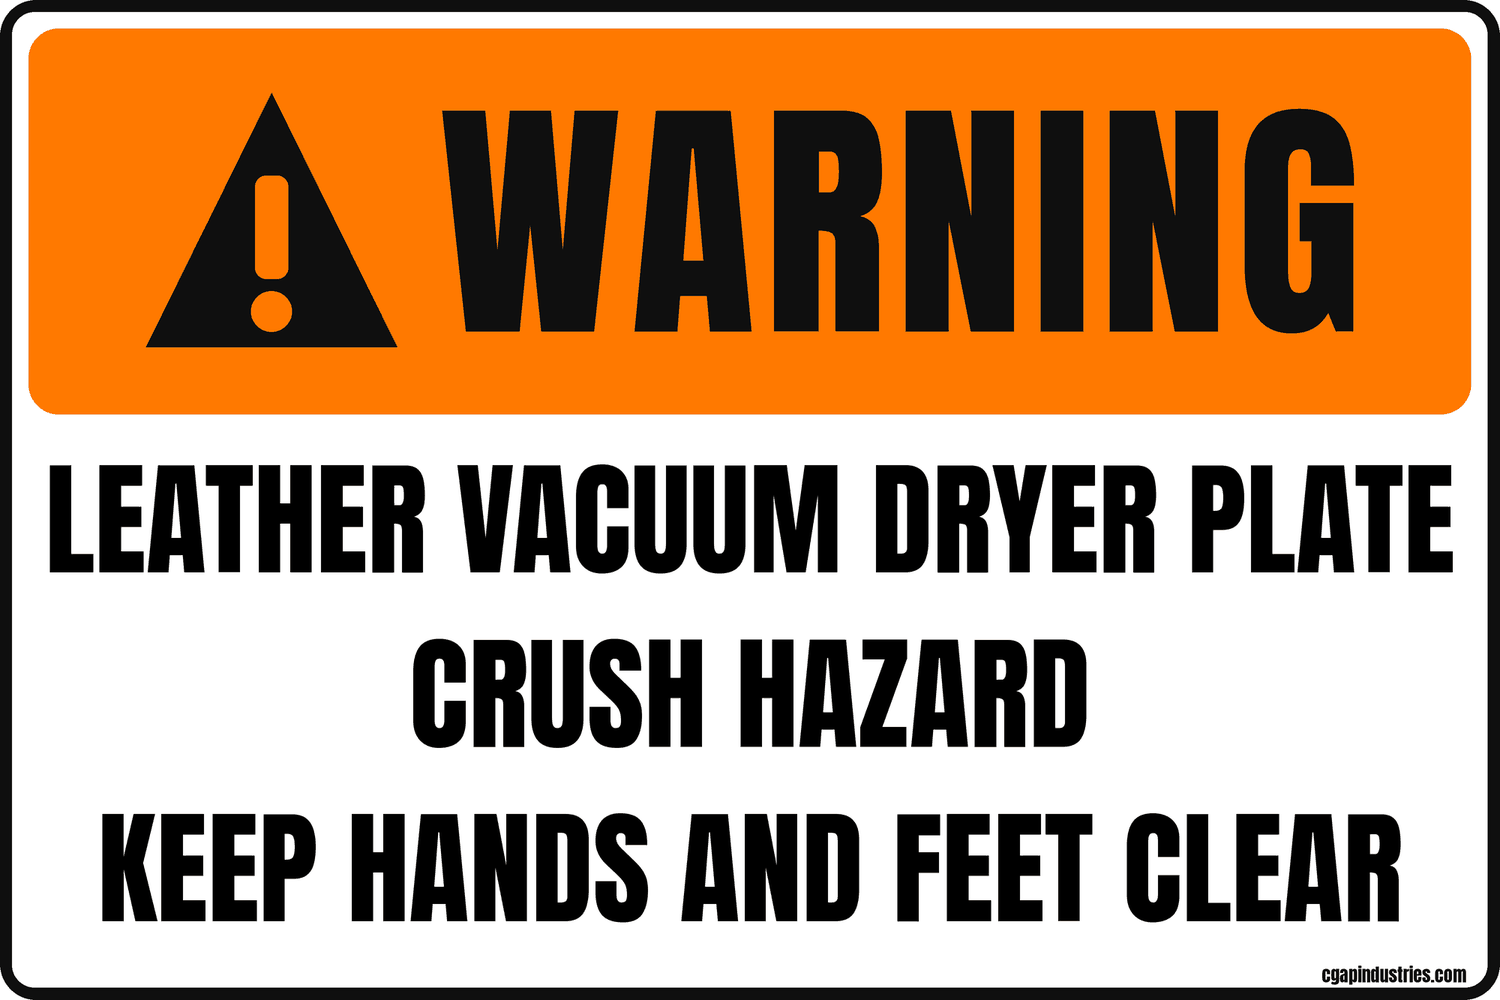 WARNING
LEATHER VACUUM DRYER PLATE
CRUSH HAZARD
KEEP HANDS AND FEET CLEAR
cgapindustries.com